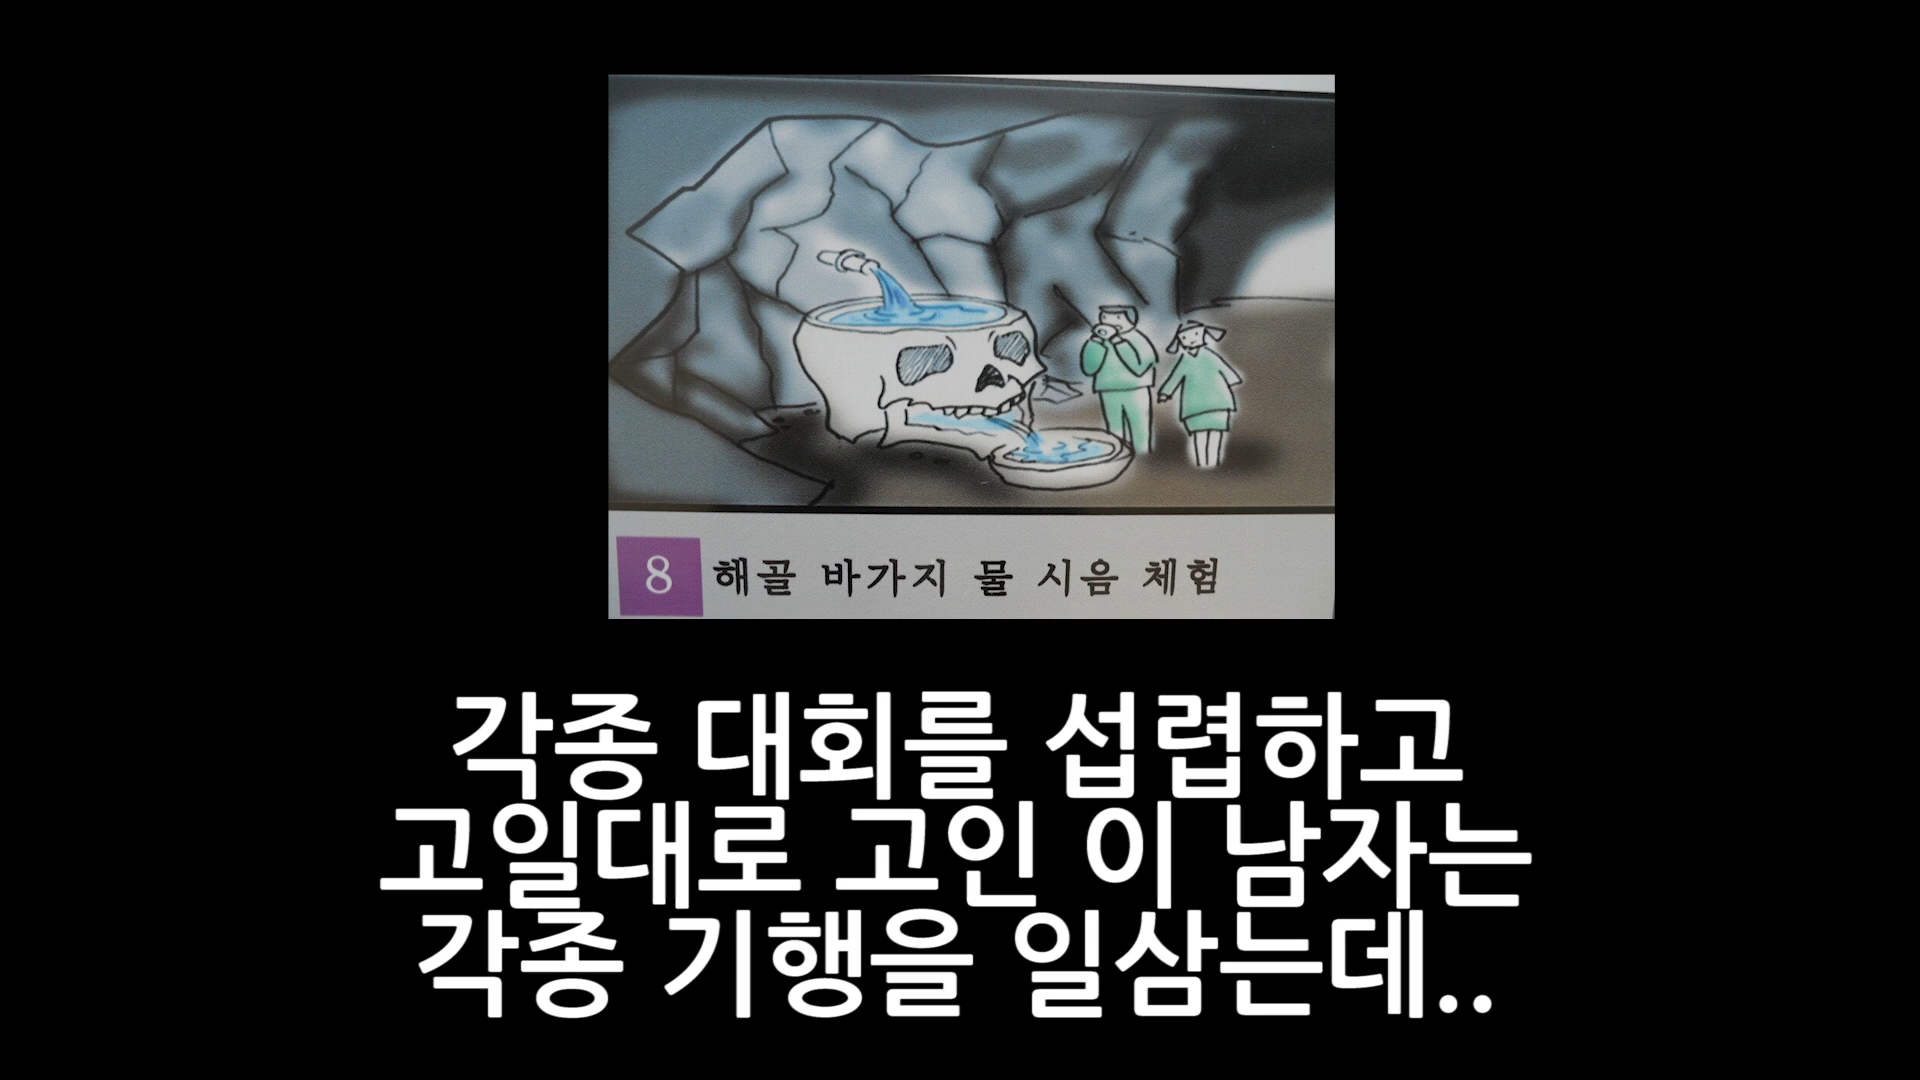 8 해골 바가지 물 시음 체험
각종 대회를 섭렵하고
고일대로 고인 이 남자는
각종 기행을 일삼는데..